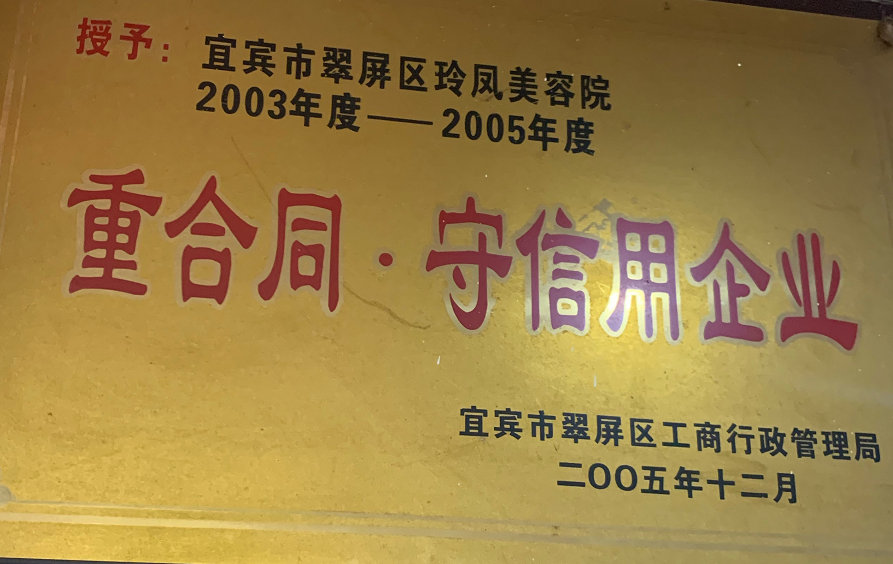 授予：宜宾市翠屏区玲凤美容院
2003年度——2005年度
重合同·守信用企业
宜宾市翠屏区工商行政管理局
二〇〇五年十二月